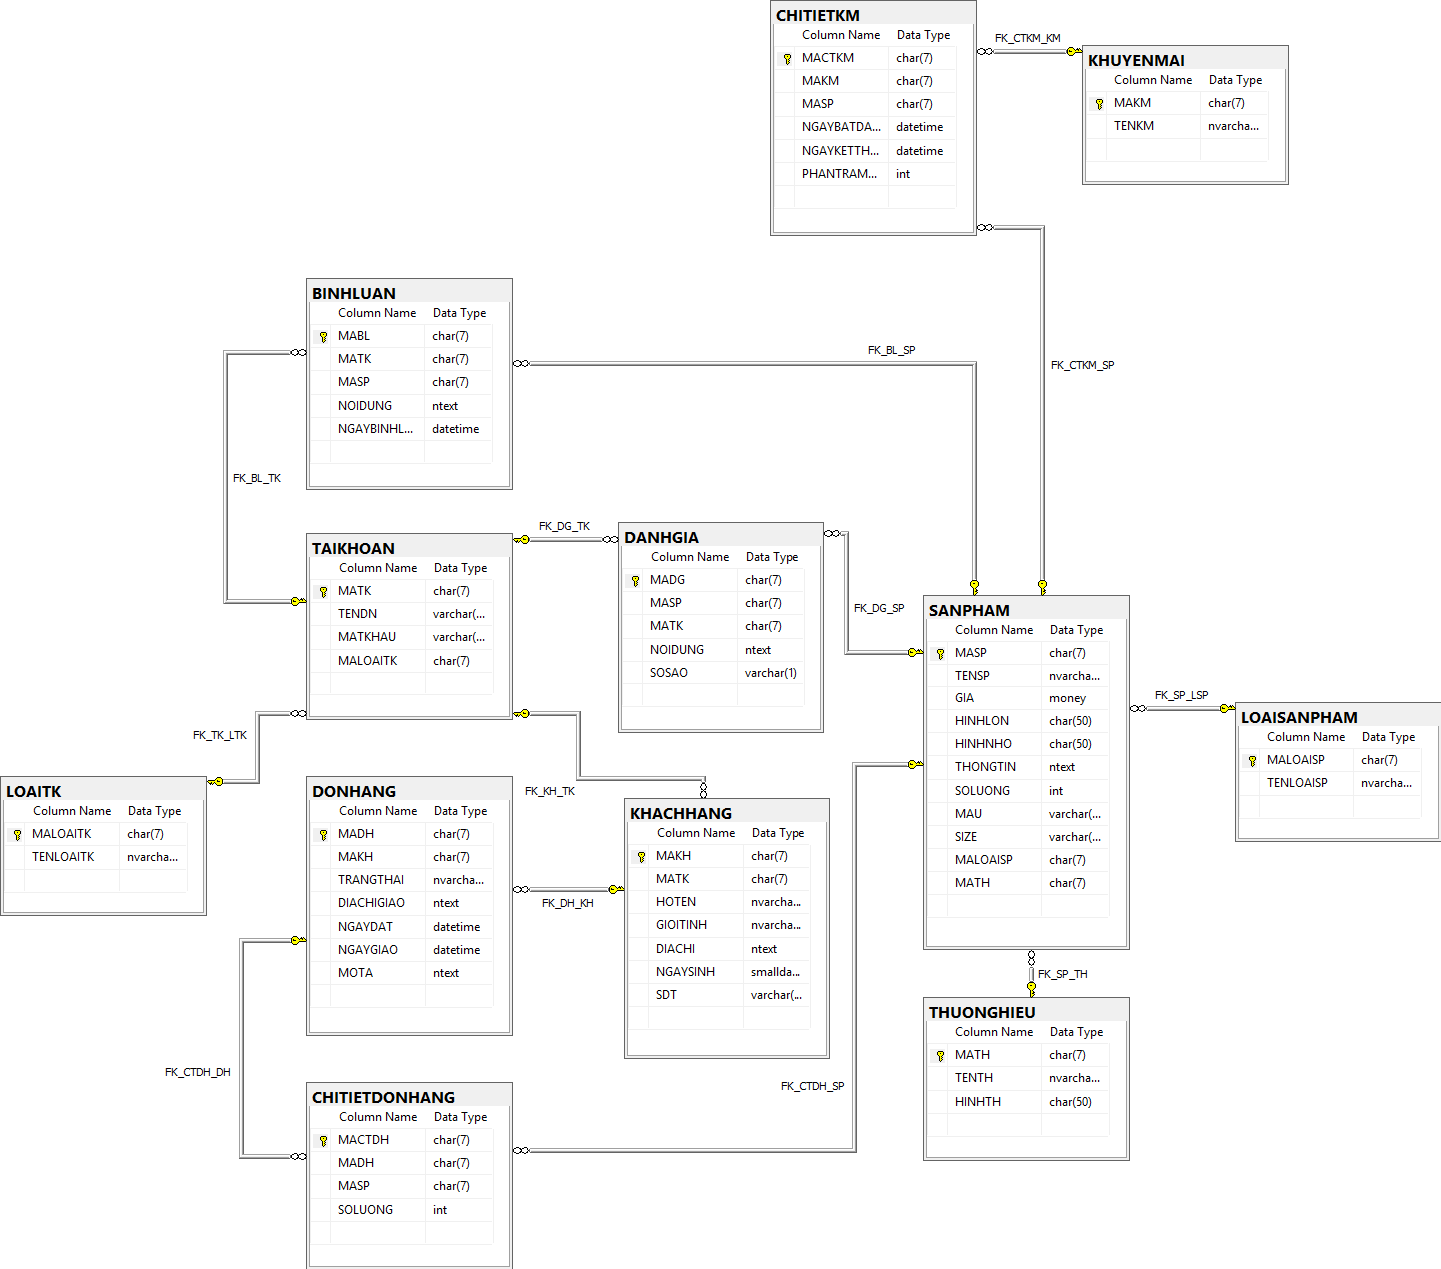 CHITIETKM
Column Name Data Type
MACTKM char(7)
MAKM char(7)
MASP char(7)
NGAYBATDA... datetime
NGAYKETTH... datetime
PHANTRAM... int
FK_CTKM_KM
KHUYENMAI
Column Name Data Type
MAKM char(7)
TENKM nvarcha...
BINHLUAN
Column Name Data Type
MABL char(7)
MATK char(7)
MASP char(7)
NOIDUNG ntext
NGAYBINHL... datetime
FK_BL_SP
FK_CTKM_SP
FK_BL_TK
TAIKHOAN
Column Name Data Type
MATK char(7)
TENDN varchar(...
MATKHAU varchar(...
MALOAITK char(7)
FK_DG_TK
DANHGIA
Column Name Data Type
MADG char(7)
MASP char(7)
MATK char(7)
NOIDUNG ntext
SOSAO varchar(1)
FK_DG_SP
SANPHAM
Column Name Data Type
MASP char(7)
TENSP nvarcha...
GIA money
HINHLON char(50)
HINHNHO char(50)
THONGTIN ntext
SOLUONG int
MAU varchar(...
SIZE varchar(...
MALOAISP char(7)
MATH char(7)
FK_SP_LSP
LOAISANPHAM
Column Name Data Type
MALOAISP char(7)
TENLOAISP nvarcha...
FK_TK_LTK
LOAITK
Column Name Data Type
MALOAITK char(7)
TENLOAITK nvarcha...
DONHANG
Column Name Data Type
MADH char(7)
MAKH char(7)
TRANGTHAI nvarcha...
DIACHIGIAO ntext
NGAYDAT datetime
NGAYGIAO datetime
MOTA ntext
FK_KH_TK
FK_DH_KH
KHACHHANG
Column Name Data Type
MAKH char(7)
MATK char(7)
HOTEN nvarcha...
GIOITINH nvarcha...
DIACHI ntext
NGAYSINH smallda...
SDT varchar(...
FK_SP_TH
THUONGHIEU
Column Name Data Type
MATH char(7)
TENTH nvarcha...
HINHTH char(50)
FK_CTDH_DH
FK_CTDH_SP
CHITIETDONHANG
Column Name Data Type
MACTDH char(7)
MADH char(7)
MASP char(7)
SOLUONG int